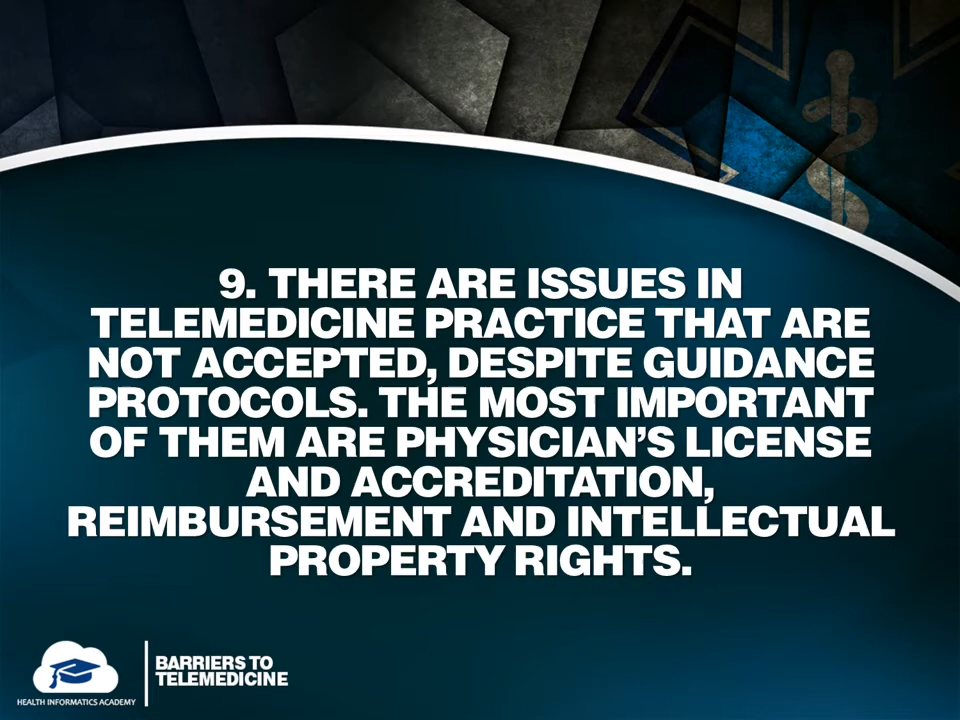 9. THERE ARE ISSUES IN
TELEMEDICINE PRACTICE THAT ARE
NOT ACCEPTED, DESPITE GUIDANCE
PROTOCOLS. THE MOST IMPORTANT
OF THEM ARE PHYSICIAN’S LICENSE
AND ACCREDITATION,
REIMBURSEMENT AND INTELLECTUAL
PROPERTY RIGHTS.
HEALTH INFORMATICS ACADEMY
BARRIERS TO
TELEMEDICINE